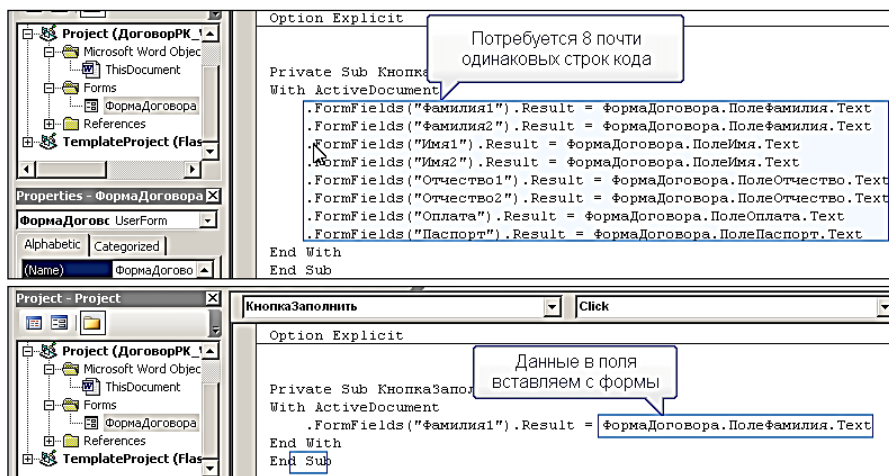 Option Explicit
Project (ДоговорРК_
Microsoft Word Objec
ThisDocument
Forms
ФормаДоговора
References
TemplateProject (Flas
Потребуется 8 почти
одинаковых строк кода
Private Sub Кнопка
With ActiveDocument
.FormFields("Фамилия1").Result = ФормаДоговора.ПолеФамилия.Text
.FormFields("Фамилия2").Result = ФормаДоговора.ПолеФамилия.Text
.FormFields("Имя1").Result = ФормаДоговора.ПолеИмя.Text
.FormFields("Имя2").Result = ФормаДоговора.ПолеИмя.Text
.FormFields("Отчество1").Result = ФормаДоговора.ПолеОтчество.Text
.FormFields("Отчество2").Result = ФормаДоговора.ПолеОтчество.Text
.FormFields("Оплата").Result = ФормаДоговора.ПолеОплата.Text
.FormFields("Паспорт").Result = ФормаДоговора.ПолеПаспорт.Text
End With
End Sub
Properties - ФормаДоговора
ФормаДоговс UserForm
Alphabetic Categorized
(Name) ФормаДогово
Project - Project
КнопкаЗаполнить Click
Project (ДоговорРК_
Microsoft Word Objec
ThisDocument
Forms
ФормаДоговора
References
TemplateProject (Flas
Option Explicit
Данные в поля
вставляем с формы
Private Sub КнопкаЗапол
With ActiveDocument
.FormFields("Фамилия1").Result = ФормаДоговора.ПолеФамилия.Text
End With
End Sub